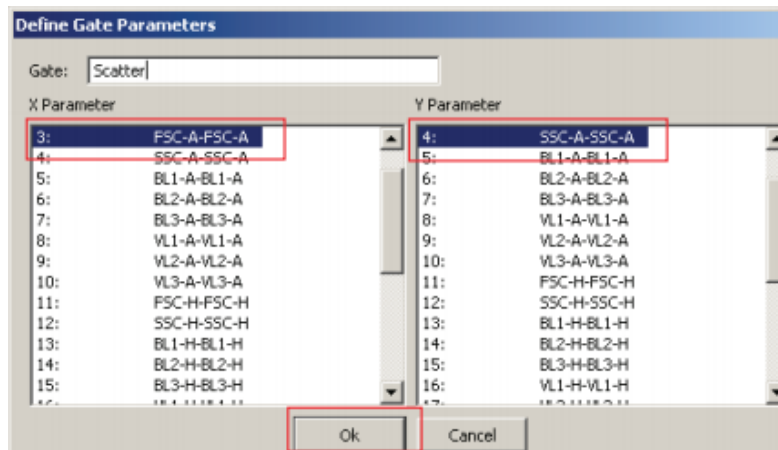 Define Gate Parameters
Gate: Scatter
X Parameter
3: FSC-A-FSC-A
4: SSC-A-SSC-A
5: BL1-A-BL1-A
6: BL2-A-BL2-A
7: BL3-A-BL3-A
8: VL1-A-VL1-A
9: VL2-A-VL2-A
10: VL3-A-VL3-A
11: FSC-H-FSC-H
12: SSC-H-SSC-H
13: BL1-H-BL1-H
14: BL2-H-BL2-H
15: BL3-H-BL3-H
Y Parameter
4: SSC-A-SSC-A
5: BL1-A-BL1-A
6: BL2-A-BL2-A
7: BL3-A-BL3-A
8: VL1-A-VL1-A
9: VL2-A-VL2-A
10: VL3-A-VL3-A
11: FSC-H-FSC-H
12: SSC-H-SSC-H
13: BL1-H-BL1-H
14: BL2-H-BL2-H
15: BL3-H-BL3-H
16: VL1-H-VL1-H
Ok
Cancel